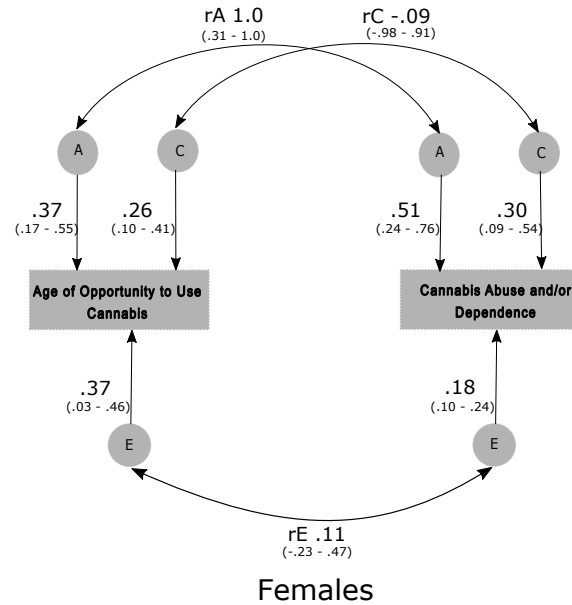 rA 1.0
(.31 - 1.0)
rC -.09
(-.98 - .91)
A
C
A
C
.37
(.17 - .55)
.26
(.10 - .41)
.51
(.24 - .76)
.30
(.09 - .54)
Age of Opportunity to Use
Cannabis
Cannabis Abuse and/or
Dependence
.37
(.03 - .46)
.18
(.10 - .24)
E
E
rE .11
(-.23 - .47)
Females